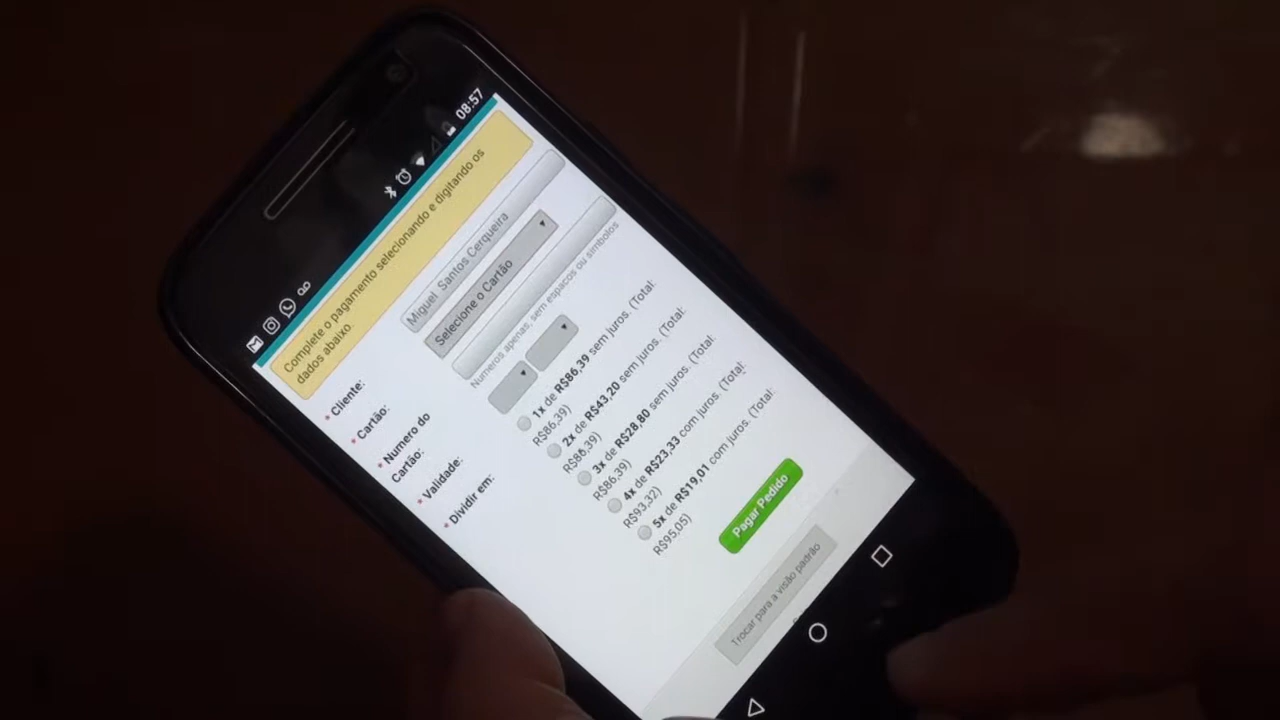 08:57
Complete o pagamento selecionando e digitando os
dados abaixo.
* Cliente:
Miguel Santos Cerqueira
* Cartão:
Selecione o Cartão
* Numero do
Cartão:
Numeros apenas, sem espacos ou simbolos
* Validade:
* Dividir em:
1x de R$86,39 sem juros. (Total:
R$86,39)
2x de R$43,20 sem juros. (Total:
R$86,39)
3x de R$28,80 sem juros. (Total:
R$86,39)
4x de R$23,33 com juros. (Total:
R$93,32)
5x de R$19,01 com juros. (Total:
R$95,05)
Pagar Pedido
Trocar para a visão padrão